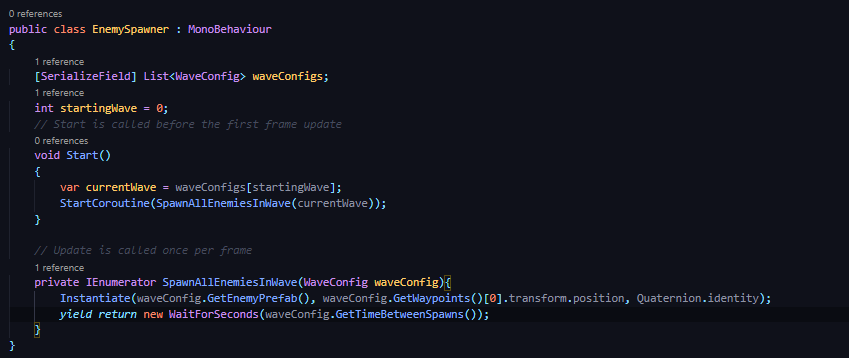 0 references
public class EnemySpawner : MonoBehaviour
{
1 reference
[SerializeField] List<WaveConfig> waveConfigs;
1 reference
int startingWave = 0;
// Start is called before the first frame update
0 references
void Start()
{
var currentWave = waveConfigs[startingWave];
StartCoroutine(SpawnAllEnemiesInWave(currentWave));
}
// Update is called once per frame
1 reference
private IEnumerator SpawnAllEnemiesInWave(WaveConfig waveConfig){
Instantiate(waveConfig.GetEnemyPrefab(), waveConfig.GetWaypoints()[0].transform.position, Quaternion.identity);
yield return new WaitForSeconds(waveConfig.GetTimeBetweenSpawns());
}
}